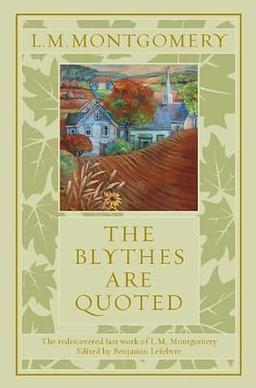 L.M. MONTGOMERY
THE
BLYTHES
ARE
QUOTED
The rediscovered last work of L. M. Montgomery
Edited by Benjamin Lefebvre